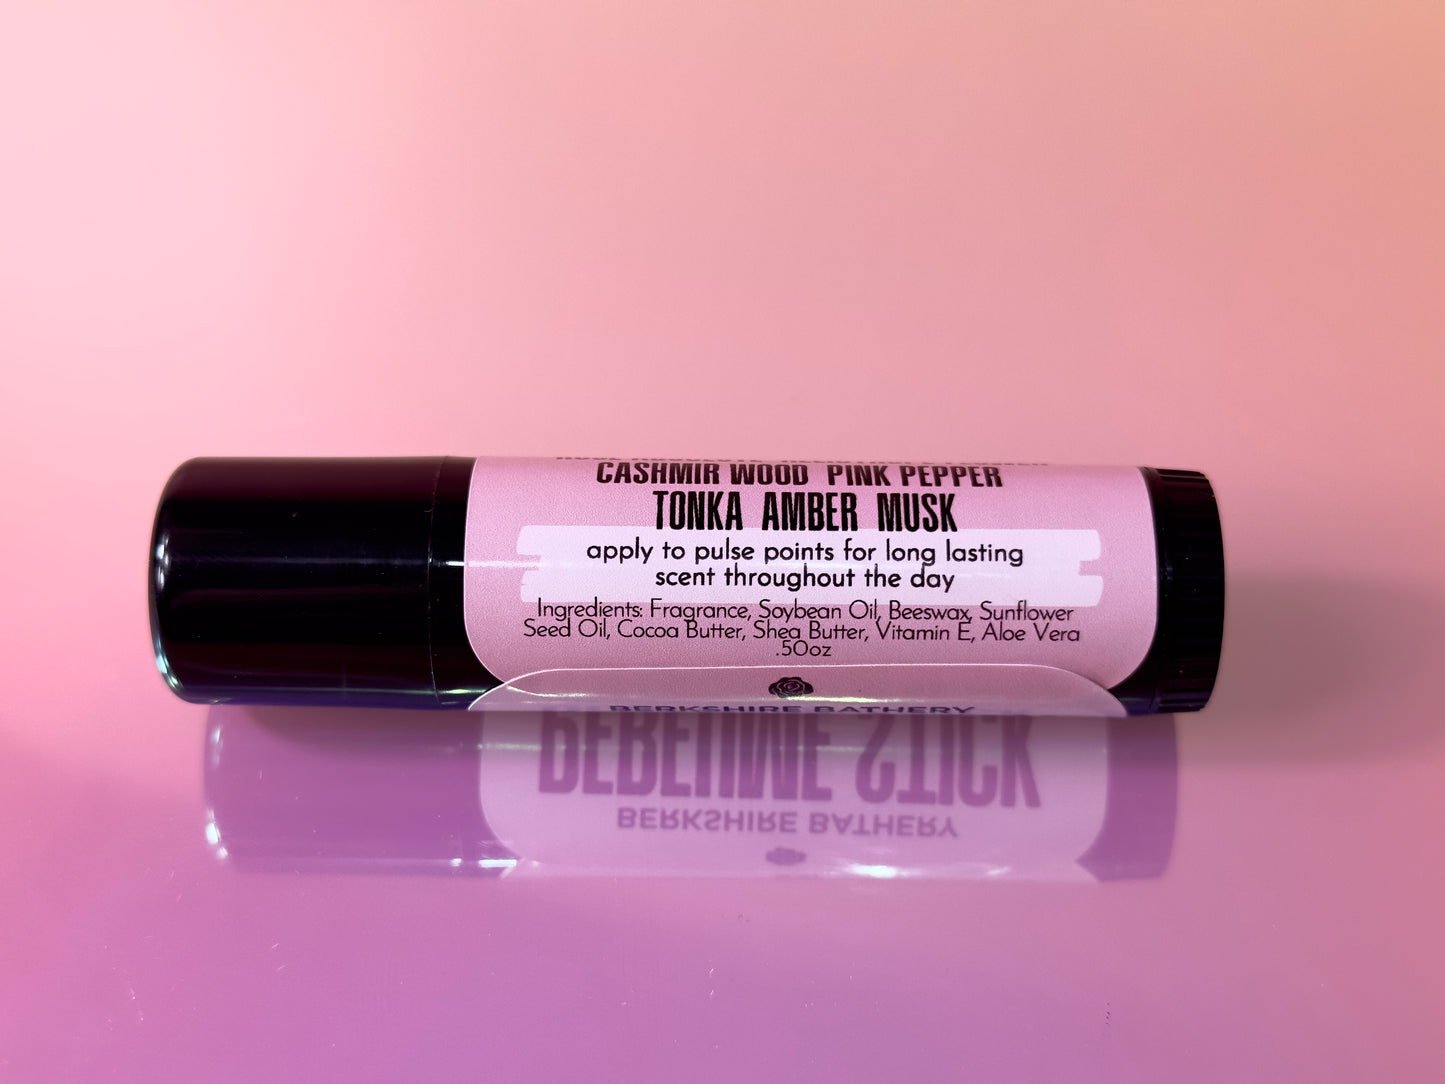 CASHMIR WOOD PINK PEPPER
TONKA AMBER MUSK
apply to pulse points for long lasting
scent throughout the day
Ingredients: Fragrance, Soybean Oil, Beeswax, Sunflower
Seed Oil, Cocoa Butter, Shea Butter, Vitamin E, Aloe Vera
.50oz
BERKSHIRE BATHERY
PERFUME STICK
BERKSHIRE BATHERY